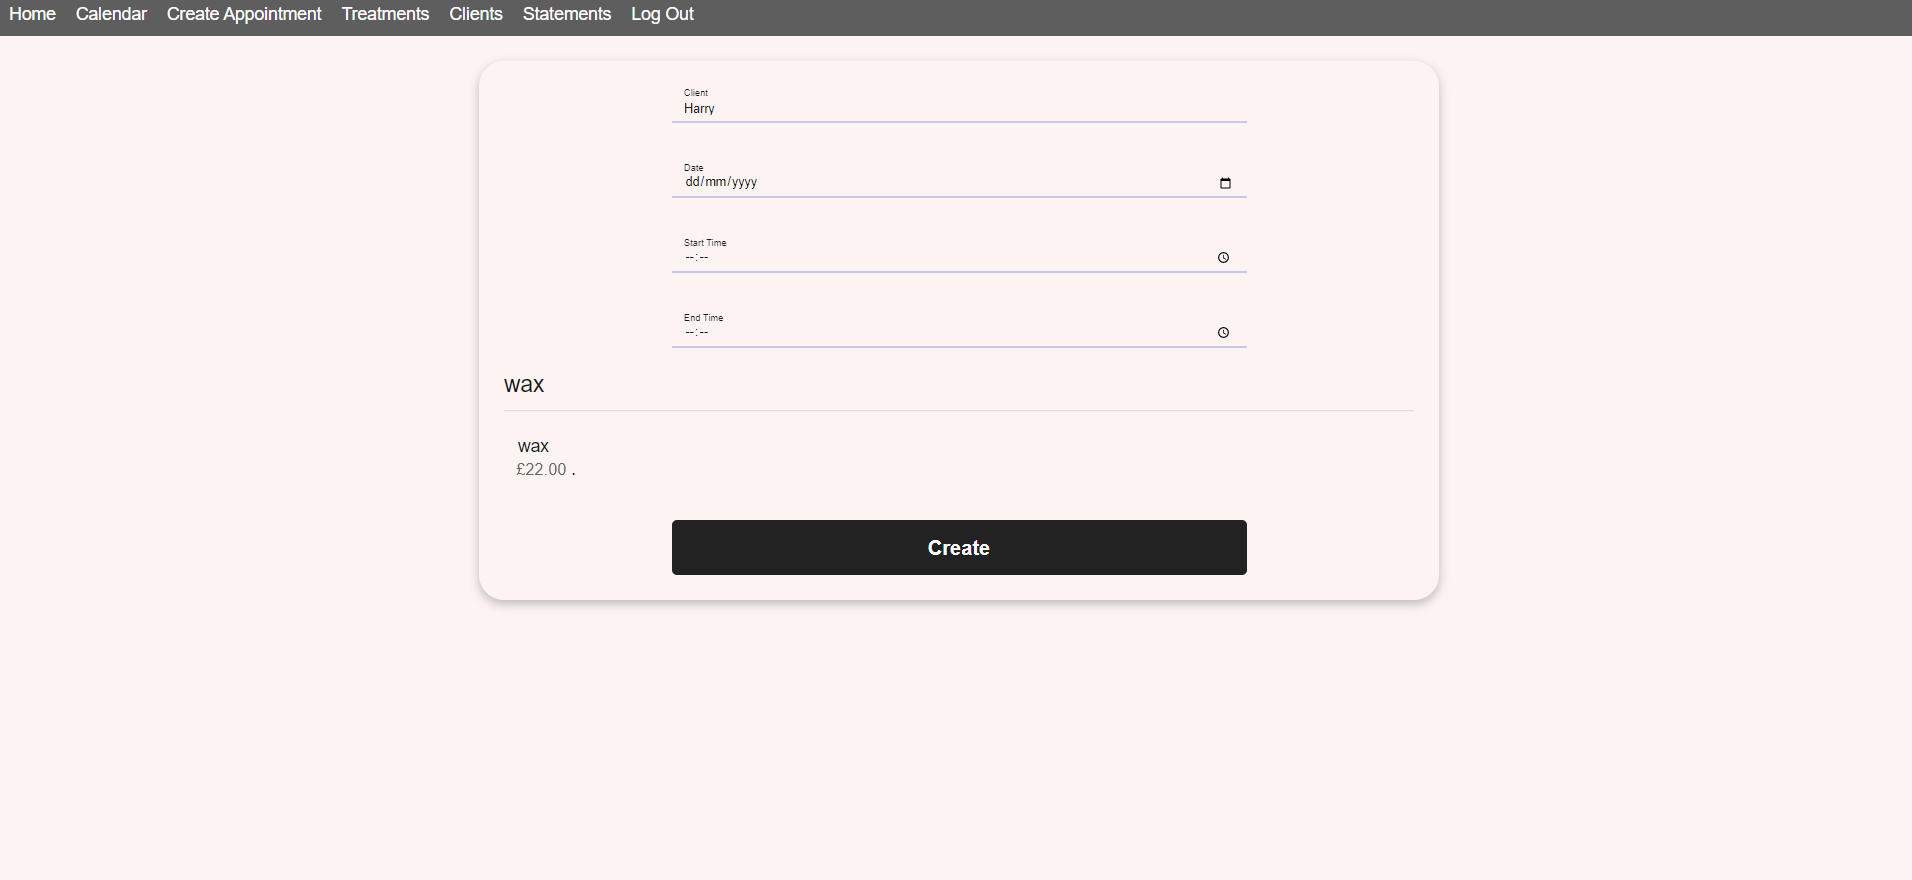 Home Calendar Create Appointment Treatments Clients Statements Log Out
Client
Harry
Date
dd/mm/yyyy
Start Time
--:--
End Time
--:--
wax
wax
£22.00 .
Create